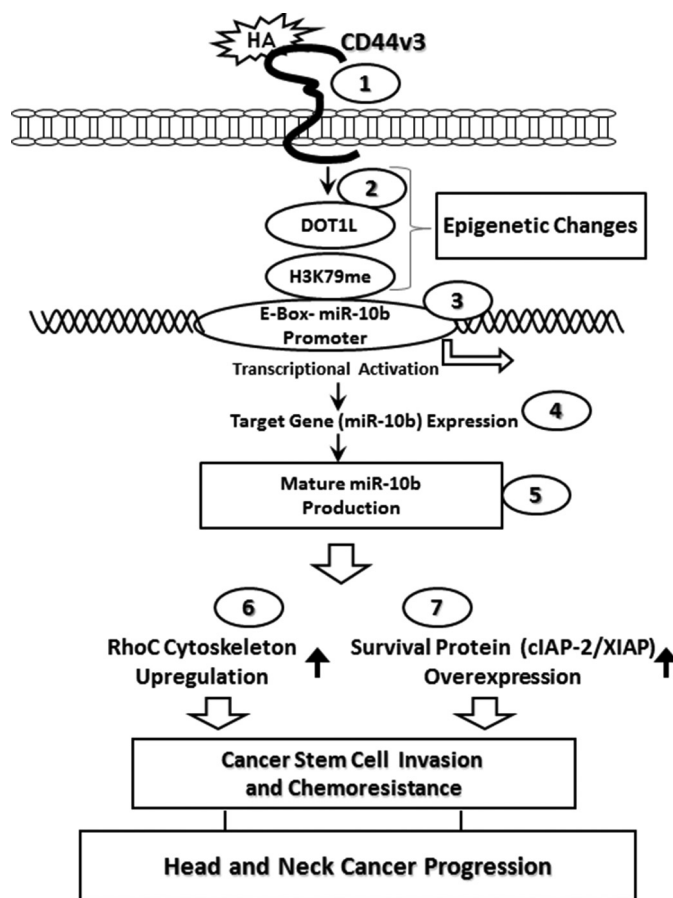 HA
CD44v3
1
2
DOT1L
Epigenetic Changes
H3K79me
3
E-Box- miR-10b
Promoter
Transcriptional Activation
Target Gene (miR-10b) Expression
4
Mature miR-10b
Production
5
6
7
RhoC Cytoskeleton
Upregulation
Survival Protein (cIAP-2/XIAP)
Overexpression
Cancer Stem Cell Invasion
and Chemoresistance
Head and Neck Cancer Progression